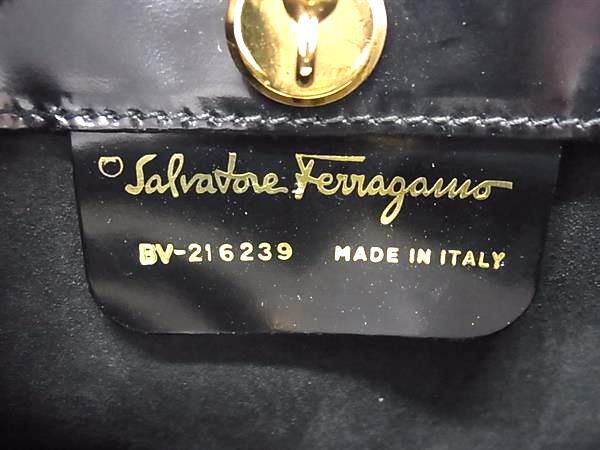 Salvatore Ferragamo
BV-216239 MADE IN ITALY